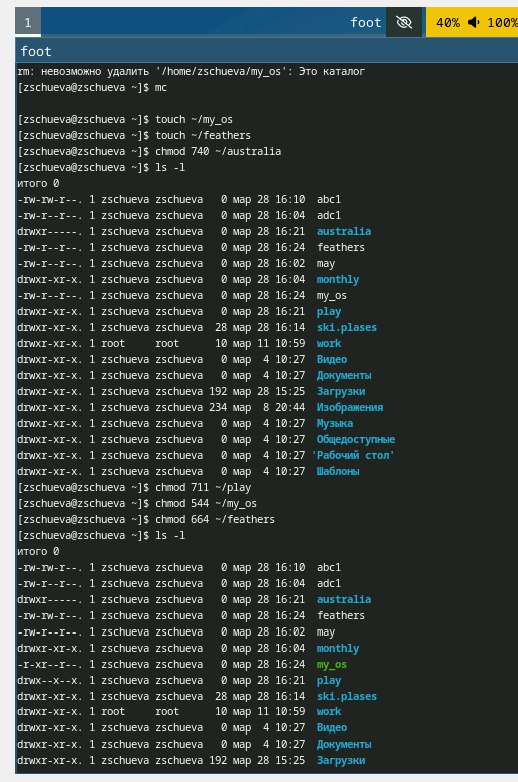 1 foot 40% 100%
foot
rm: невозможно удалить '/home/zschueva/my_os': Это каталог
[zschueva@zschueva ~]$ mc
[zschueva@zschueva ~]$ touch ~/my_os
[zschueva@zschueva ~]$ touch ~/feathers
[zschueva@zschueva ~]$ chmod 740 ~/australia
[zschueva@zschueva ~]$ ls -l
итого 0
-rw-rw-r--. 1 zschueva zschueva   0 мар 28 16:10  abc1
-rw-r--r--. 1 zschueva zschueva   0 мар 28 16:04  adc1
drwxr-----. 1 zschueva zschueva   0 мар 28 16:21  australia
-rw-r--r--. 1 zschueva zschueva   0 мар 28 16:24  feathers
-rw-r--r--. 1 zschueva zschueva   0 мар 28 16:02  may
drwxr-xr-x. 1 zschueva zschueva   0 мар 28 16:04  monthly
-rw-r--r--. 1 zschueva zschueva   0 мар 28 16:24  my_os
drwxr-xr-x. 1 zschueva zschueva   0 мар 28 16:21  play
drwxr-xr-x. 1 zschueva zschueva  28 мар 28 16:14  ski.plases
drwxr-xr-x. 1 root     root      10 мар 11 10:59  work
drwxr-xr-x. 1 zschueva zschueva   0 мар  4 10:27  Видео
drwxr-xr-x. 1 zschueva zschueva   0 мар  4 10:27  Документы
drwxr-xr-x. 1 zschueva zschueva 192 мар 28 15:25  Загрузки
drwxr-xr-x. 1 zschueva zschueva 234 мар  8 20:44  Изображения
drwxr-xr-x. 1 zschueva zschueva   0 мар  4 10:27  Музыка
drwxr-xr-x. 1 zschueva zschueva   0 мар  4 10:27  Общедоступные
drwxr-xr-x. 1 zschueva zschueva   0 мар  4 10:27 'Рабочий стол'
drwxr-xr-x. 1 zschueva zschueva   0 мар  4 10:27  Шаблоны
[zschueva@zschueva ~]$ chmod 711 ~/play
[zschueva@zschueva ~]$ chmod 544 ~/my_os
[zschueva@zschueva ~]$ chmod 664 ~/feathers
[zschueva@zschueva ~]$ ls -l
итого 0
-rw-rw-r--. 1 zschueva zschueva   0 мар 28 16:10  abc1
-rw-r--r--. 1 zschueva zschueva   0 мар 28 16:04  adc1
drwxr-----. 1 zschueva zschueva   0 мар 28 16:21  australia
-rw-rw-r--. 1 zschueva zschueva   0 мар 28 16:24  feathers
-rw-r--r--. 1 zschueva zschueva   0 мар 28 16:02  may
drwxr-xr-x. 1 zschueva zschueva   0 мар 28 16:04  monthly
-r-xr--r--. 1 zschueva zschueva   0 мар 28 16:24  my_os
drwx--x--x. 1 zschueva zschueva   0 мар 28 16:21  play
drwxr-xr-x. 1 zschueva zschueva  28 мар 28 16:14  ski.plases
drwxr-xr-x. 1 root     root      10 мар 11 10:59  work
drwxr-xr-x. 1 zschueva zschueva   0 мар  4 10:27  Видео
drwxr-xr-x. 1 zschueva zschueva   0 мар  4 10:27  Документы
drwxr-xr-x. 1 zschueva zschueva 192 мар 28 15:25  Загрузки